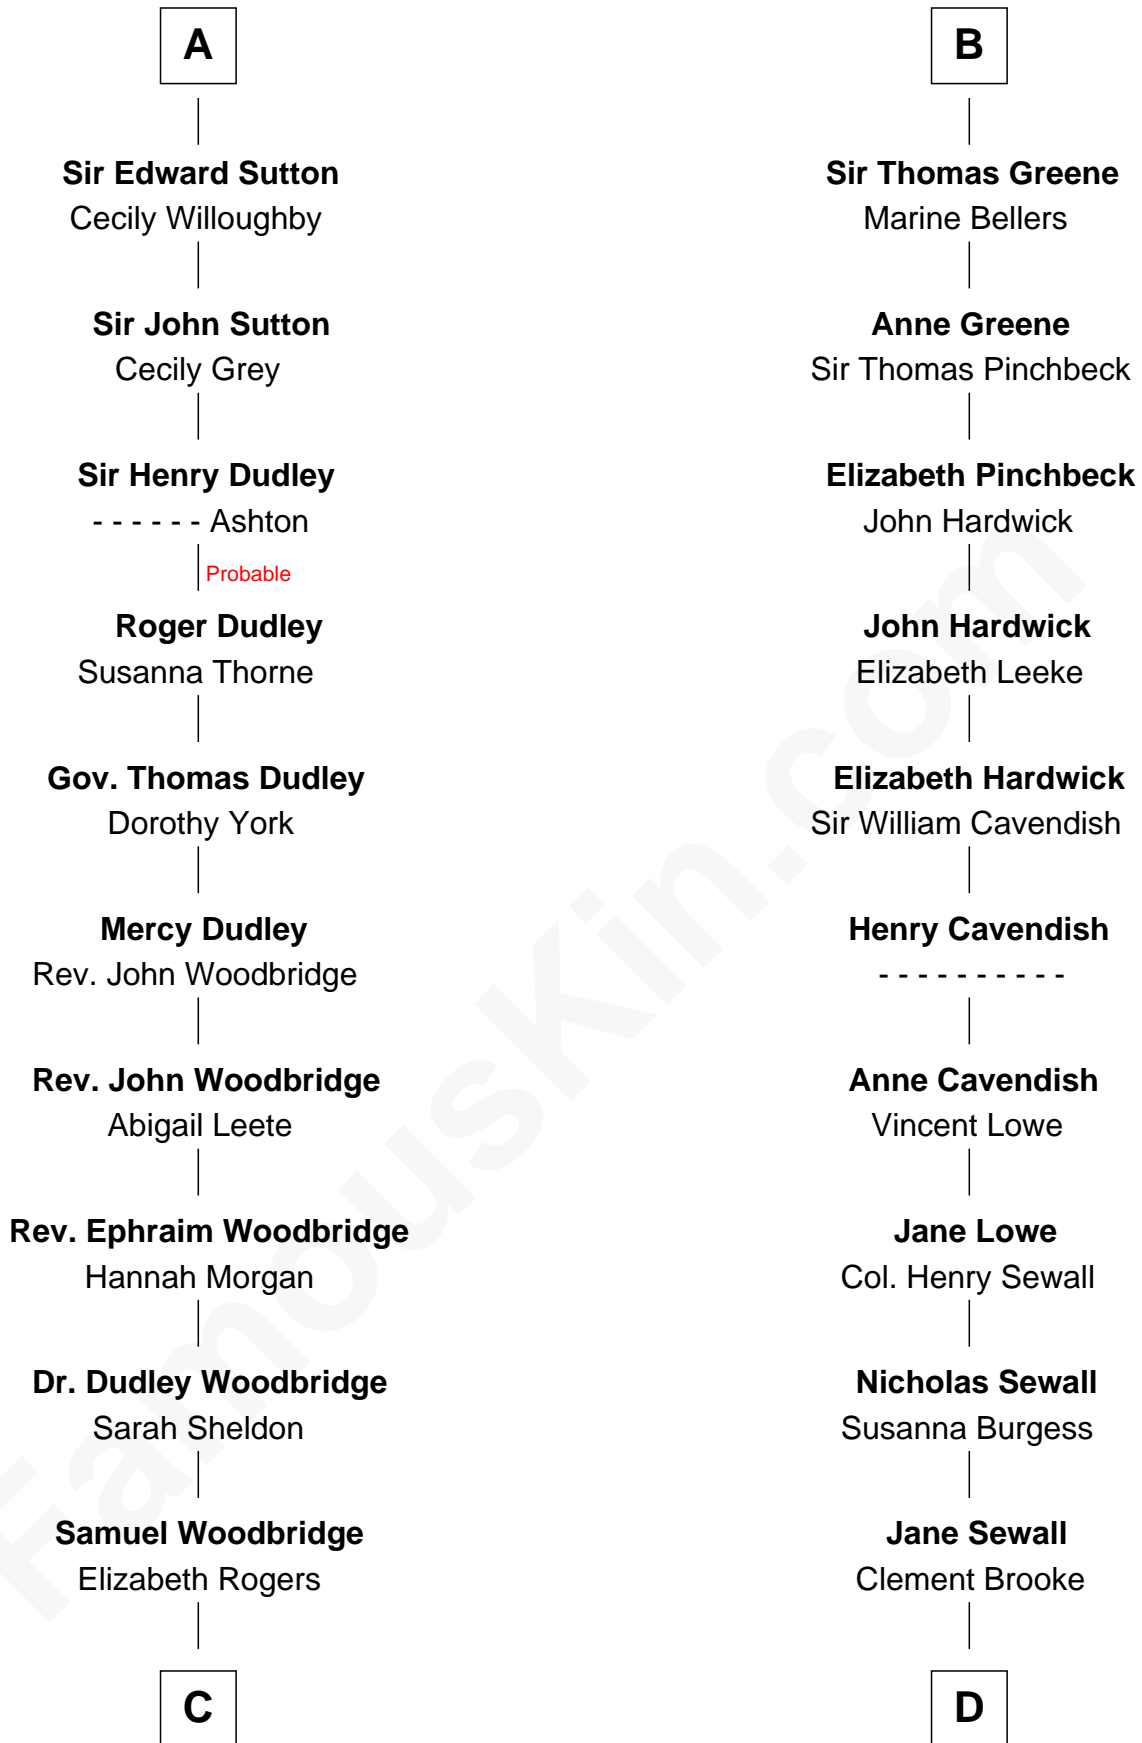 A
Sir Edward Sutton
Cecily Willoughby
Sir John Sutton
Cecily Grey
Sir Henry Dudley
- - - - - - Ashton
Probable
Roger Dudley
Susanna Thorne
Gov. Thomas Dudley
Dorothy York
Mercy Dudley
Rev. John Woodbridge
Rev. John Woodbridge
Abigail Leete
Rev. Ephraim Woodbridge
Hannah Morgan
Dr. Dudley Woodbridge
Sarah Sheldon
Samuel Woodbridge
Elizabeth Rogers
C
B
Sir Thomas Greene
Marine Bellers
Anne Greene
Sir Thomas Pinchbeck
Elizabeth Pinchbeck
John Hardwick
John Hardwick
Elizabeth Leeke
Elizabeth Hardwick
Sir William Cavendish
Henry Cavendish
- - - - - - - - - -
Anne Cavendish
Vincent Lowe
Jane Lowe
Col. Henry Sewall
Nicholas Sewall
Susanna Burgess
Jane Sewall
Clement Brooke
D
FamousKin.com